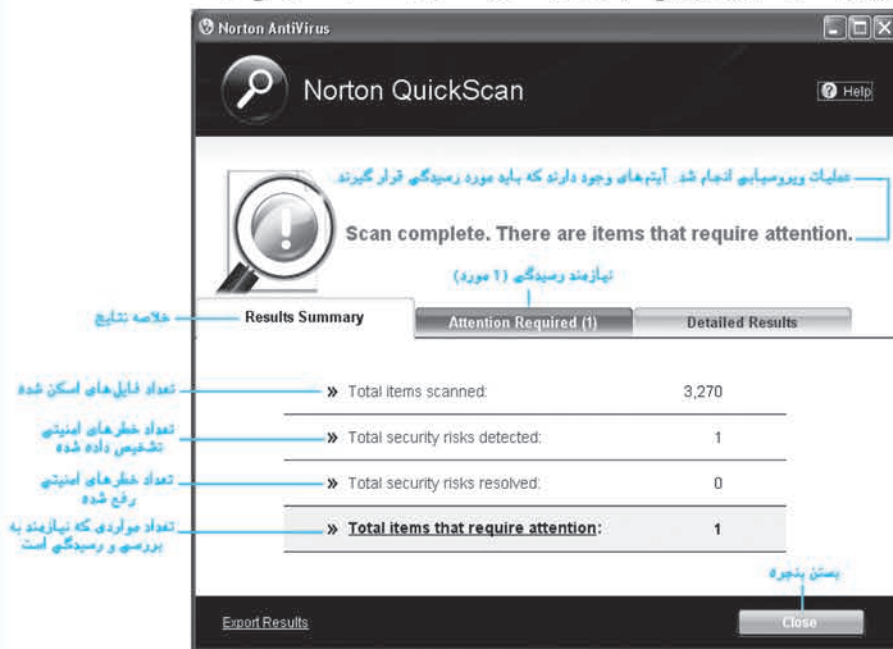 Norton AntiVirus
Norton QuickScan
Help
عملیات ویروسیابی انجام شد. آیتم‌های وجود دارند که باید مورد رسیدگی قرار گیرند.
Scan complete. There are items that require attention.
نیازمند رسیدگی (1 مورد)
خلاصه نتایج
Results Summary
Attention Required (1)
Detailed Results
تعداد فایل‌های اسکن شده
» Total items scanned: 3,270
تعداد خطرهای امنیتی
تشخیص داده شده
» Total security risks detected: 1
تعداد خطرهای امنیتی
رفع شده
» Total security risks resolved: 0
تعداد مواردی که نیازمند به
بررسی و رسیدگی است
» Total items that require attention: 1
بستن پنجره
Export Results
Close